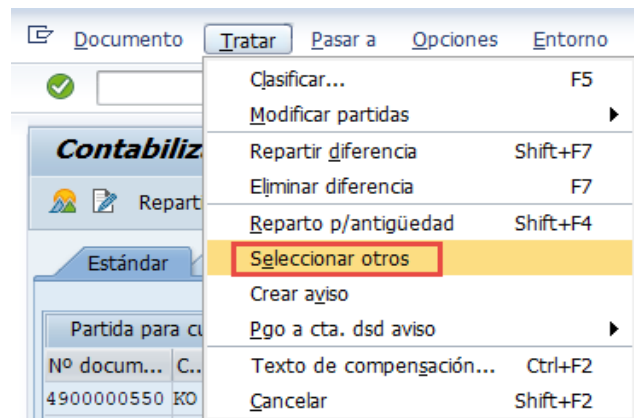 Documento Tratar Pasar a Opciones Entorno
Clasificar... F5
Modificar partidas
Contabiliz
Repartir diferencia Shift+F7
Eliminar diferencia F7
Repart
Reparto p/antigüedad Shift+F4
Estándar
Seleccionar otros
Crear aviso
Partida para cu
Pgo a cta. dsd aviso
Nº docum... C..
Texto de compensación... Ctrl+F2
4900000550 KO
Cancelar Shift+F2